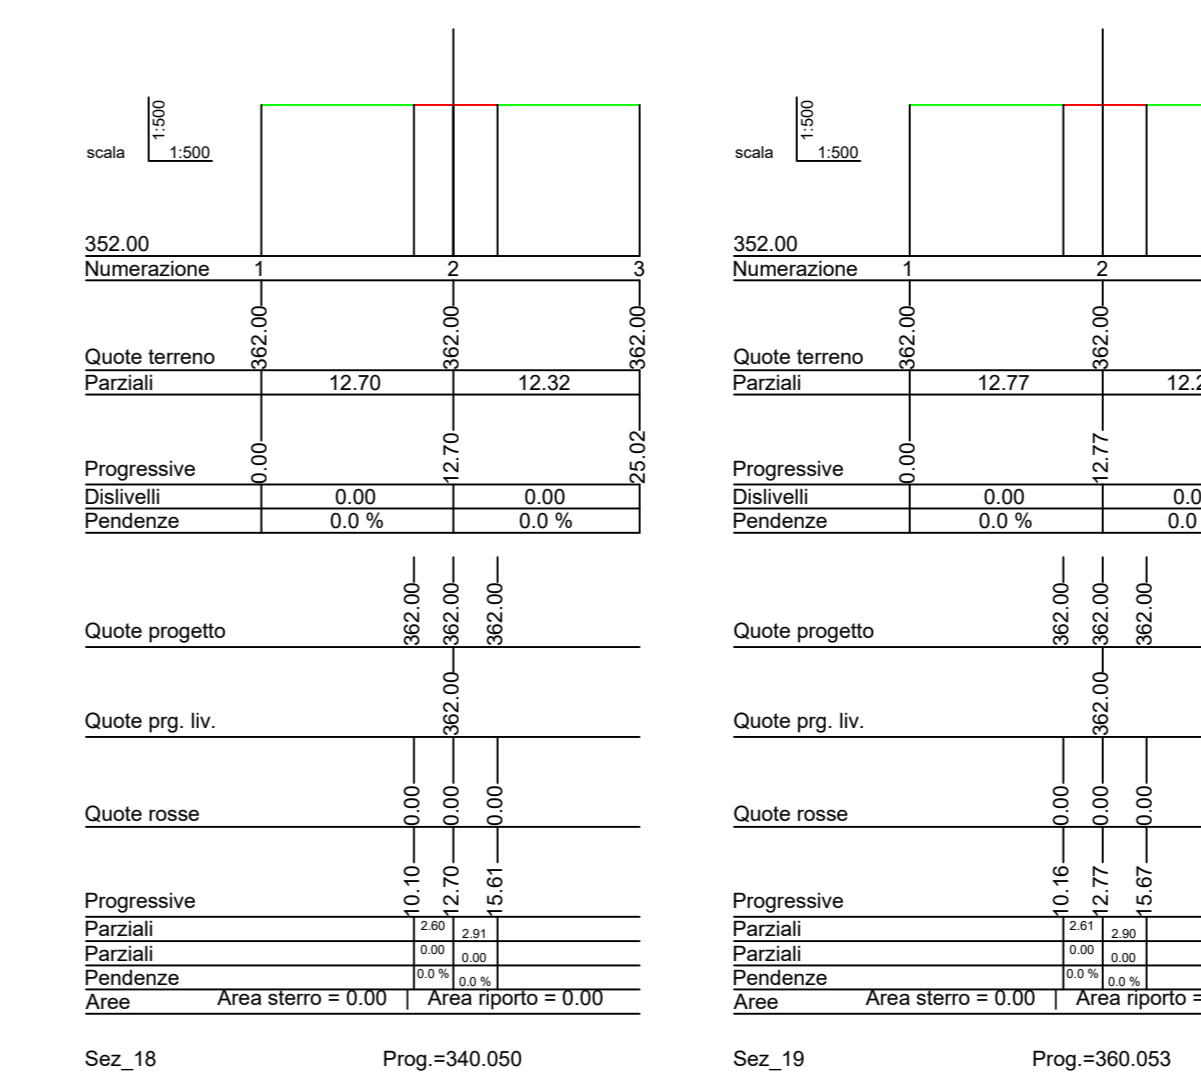 1:500
scala 1:500
352.00
Numerazione 1 2 3
362.00 362.00 362.00
Quote terreno
Parziali 12.70 12.32
0.00 12.70 25.02
Progressive
Dislivelli 0.00 0.00
Pendenze 0.0 % 0.0 %
362.00 362.00 362.00
Quote progetto
362.00
Quote prg. liv.
0.00 0.00 0.00
Quote rosse
10.10 12.70 15.61
Progressive
Parziali 2.60 2.91
Parziali 0.00 0.00
Pendenze 0.0 % 0.0 %
Aree Area sterro = 0.00 | Area riporto = 0.00
Sez_18 Prog.=340.050
1:500
scala 1:500
352.00
Numerazione 1 2
362.00 362.00
Quote terreno
Parziali 12.77 12.2
0.00 12.77
Progressive
Dislivelli 0.00 0.0
Pendenze 0.0 % 0.0
362.00 362.00 362.00
Quote progetto
362.00
Quote prg. liv.
0.00 0.00 0.00
Quote rosse
10.16 12.77 15.67
Progressive
Parziali 2.61 2.90
Parziali 0.00 0.00
Pendenze 0.0 % 0.0 %
Aree Area sterro = 0.00 | Area riporto =
Sez_19 Prog.=360.053